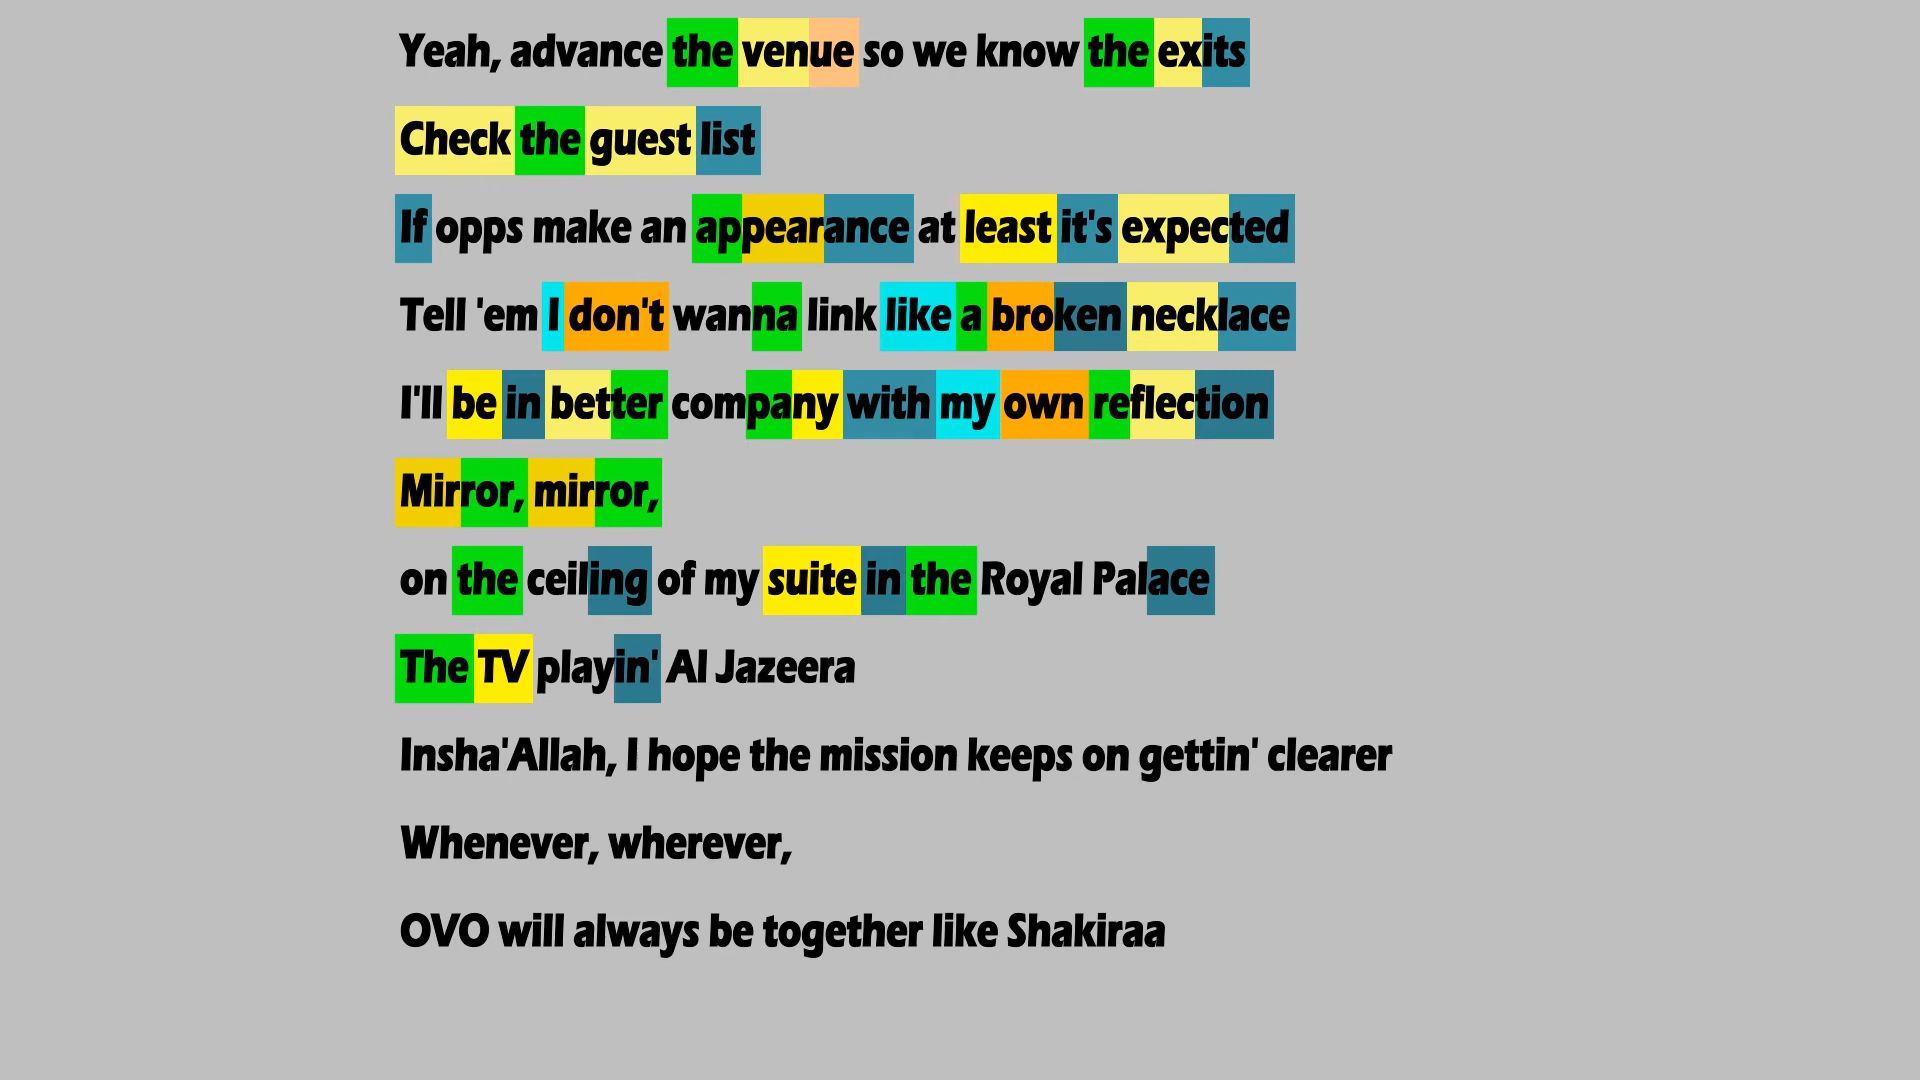 Yeah, advance the venue so we know the exits
Check the guest list
If opps make an appearance at least it's expected
Tell 'em I don't wanna link like a broken necklace
I'll be in better company with my own reflection
Mirror, mirror,
on the ceiling of my suite in the Royal Palace
The TV playin' Al Jazeera
Insha'Allah, I hope the mission keeps on gettin' clearer
Whenever, wherever,
OVO will always be together like Shakiraa